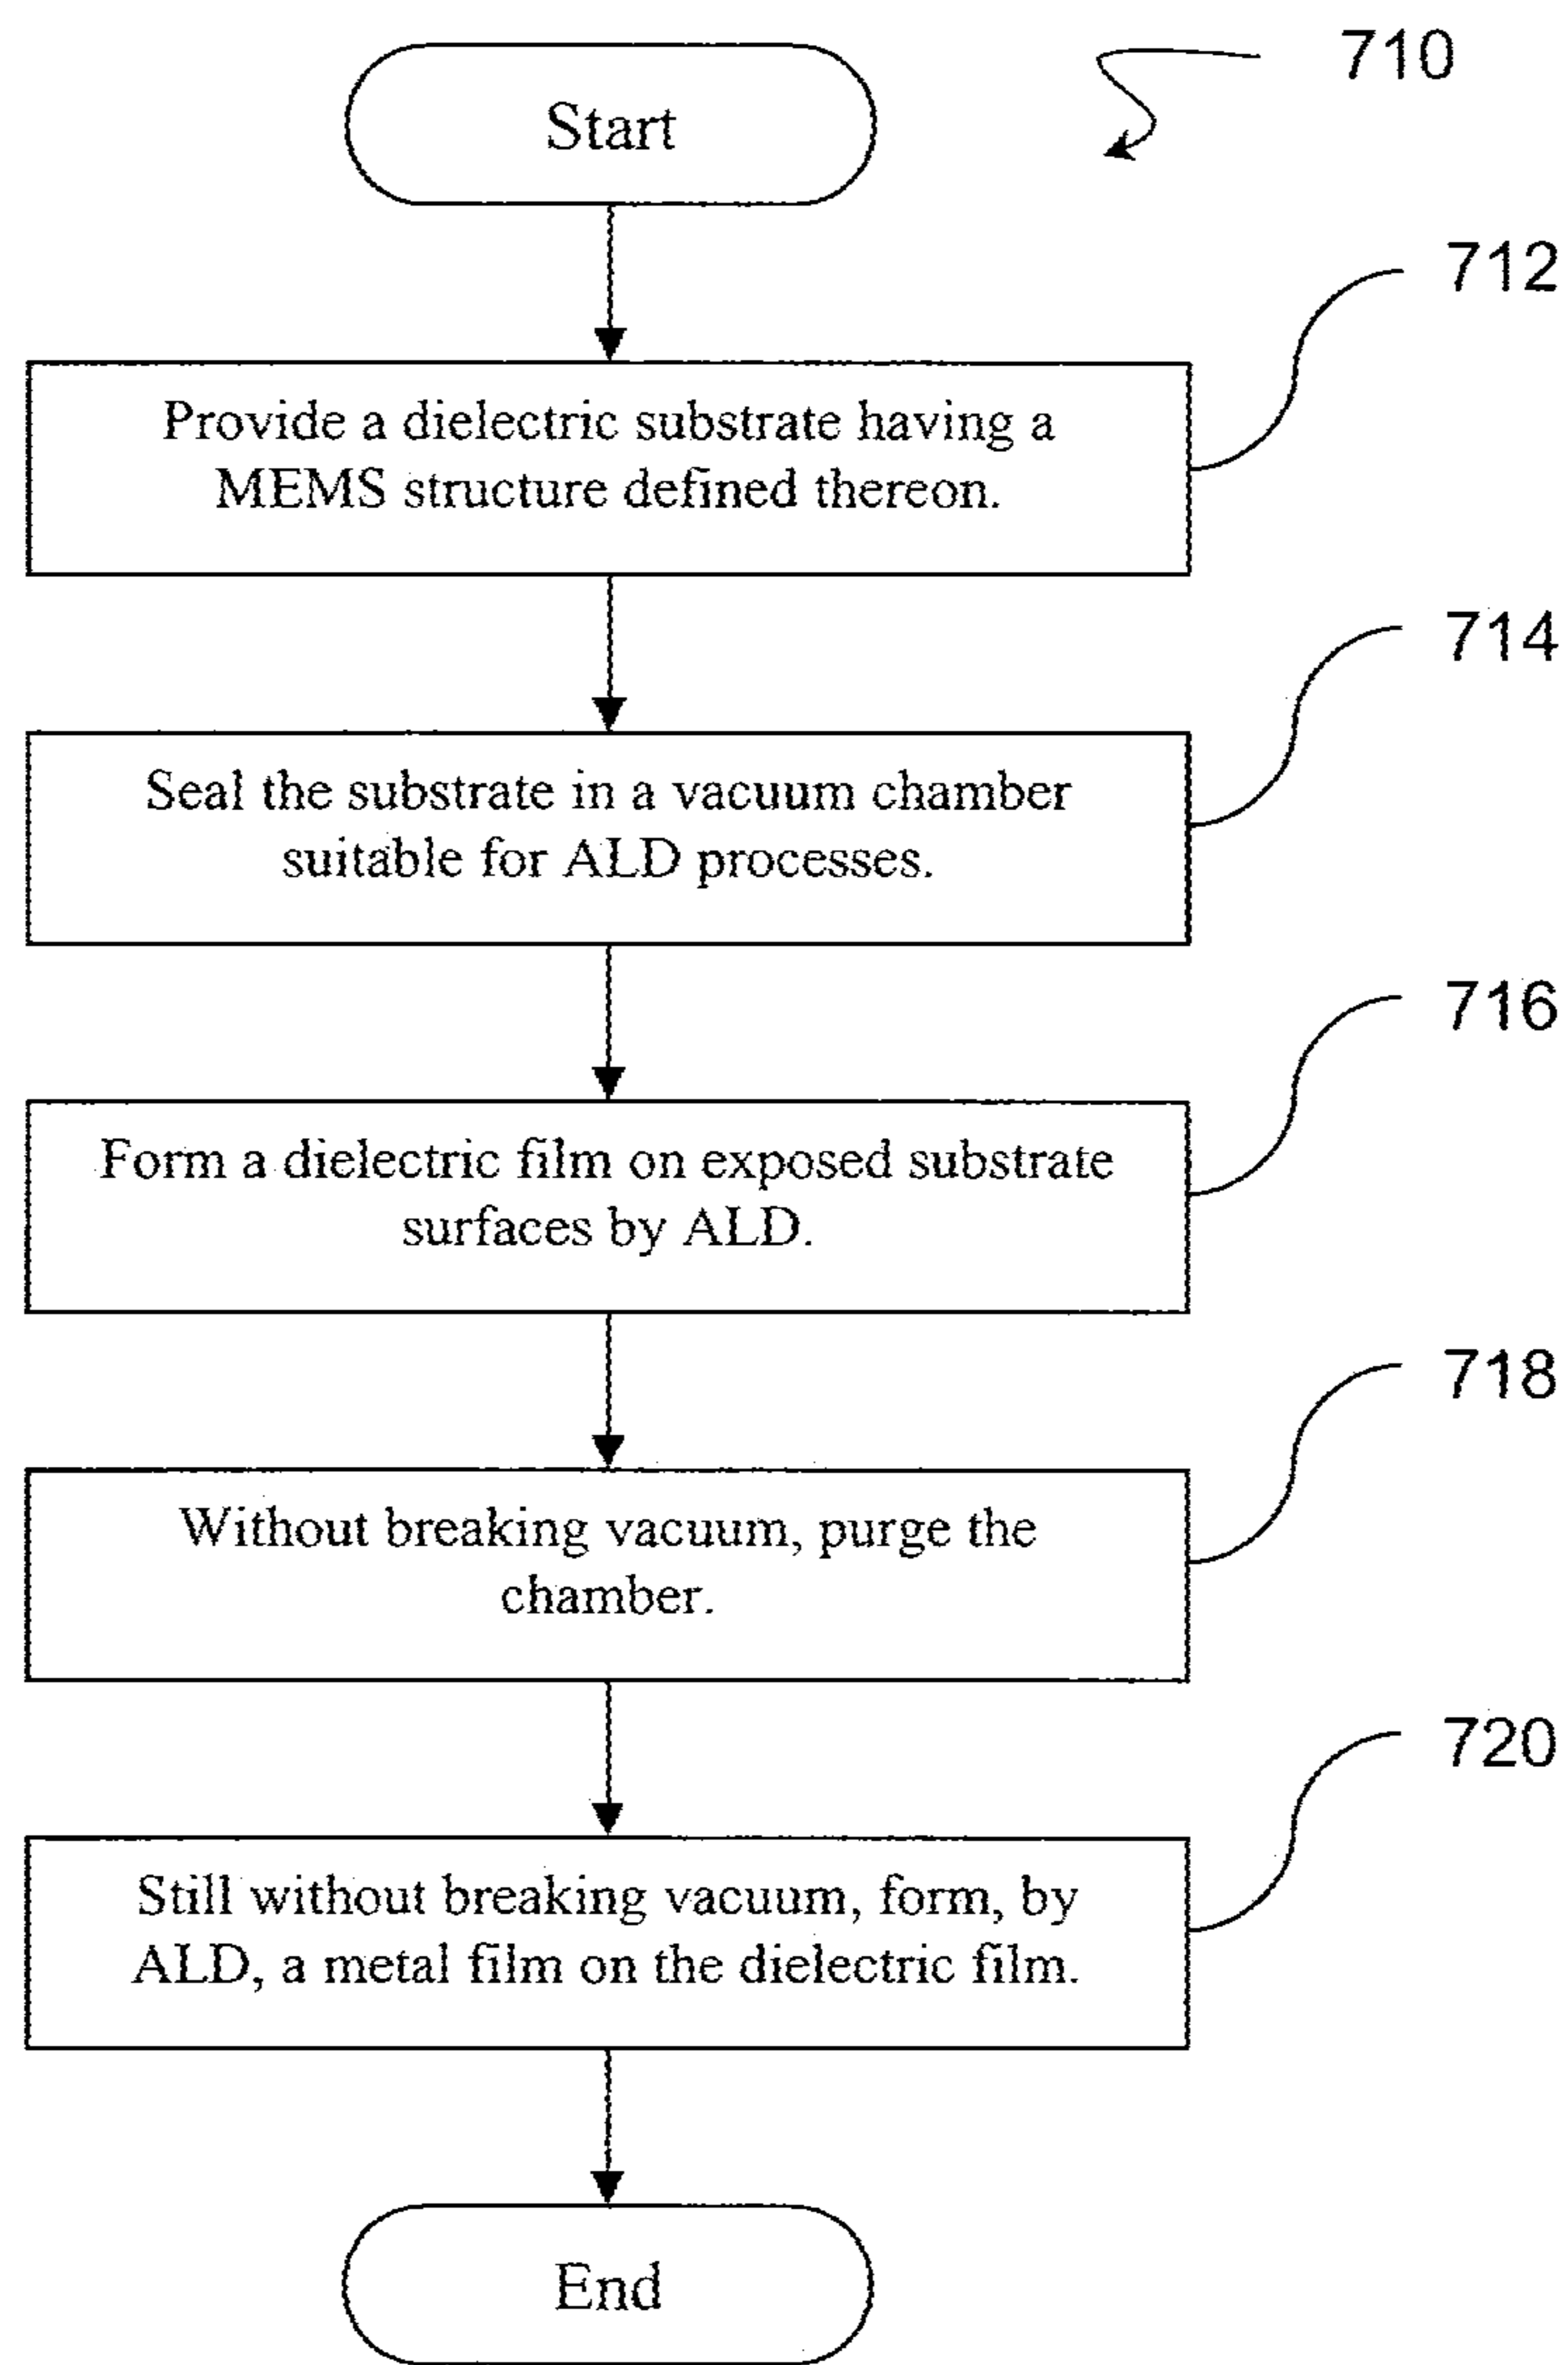 Start
710
712
Provide a dielectric substrate having a
MEMS structure defined thereon.
714
Seal the substrate in a vacuum chamber
suitable for ALD processes.
716
Form a dielectric film on exposed substrate
surfaces by ALD.
718
Without breaking vacuum, purge the
chamber.
720
Still without breaking vacuum, form, by
ALD, a metal film on the dielectric film.
End